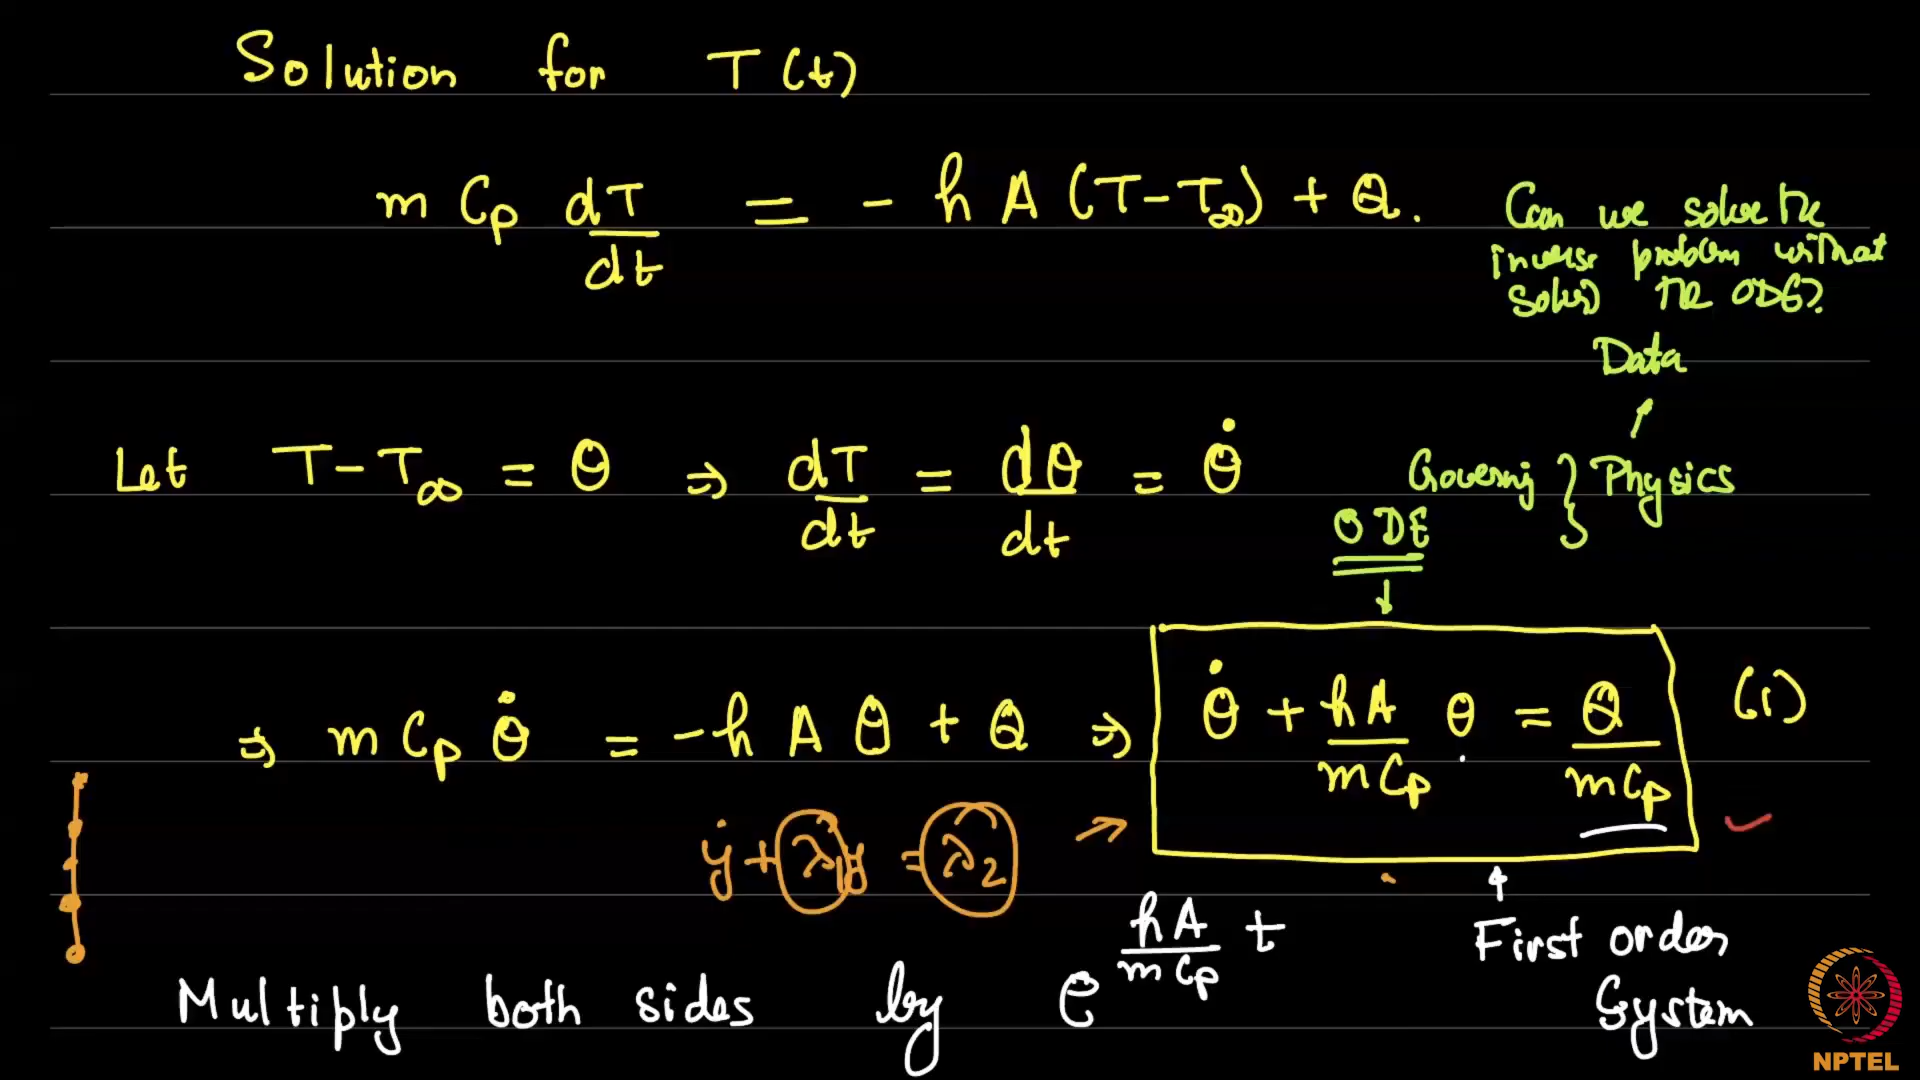 Solution for T(t)
m Cp dT/dt = - h A (T-T∞) + Q.
Can we solve the
inverse problem without
solving the ODE?
Data
Let T-T∞ = θ ⇒ dT/dt = dθ/dt = θ̇
Governing } Physics
ODE
⇒ m Cp θ̇ = -h A θ + Q ⇒ θ̇ + hA/mCp θ = Q/mCp (1)
ẏ + λ1y = λ2
First order
System
Multiply both sides by e^(hA/mCp t)
NPTEL